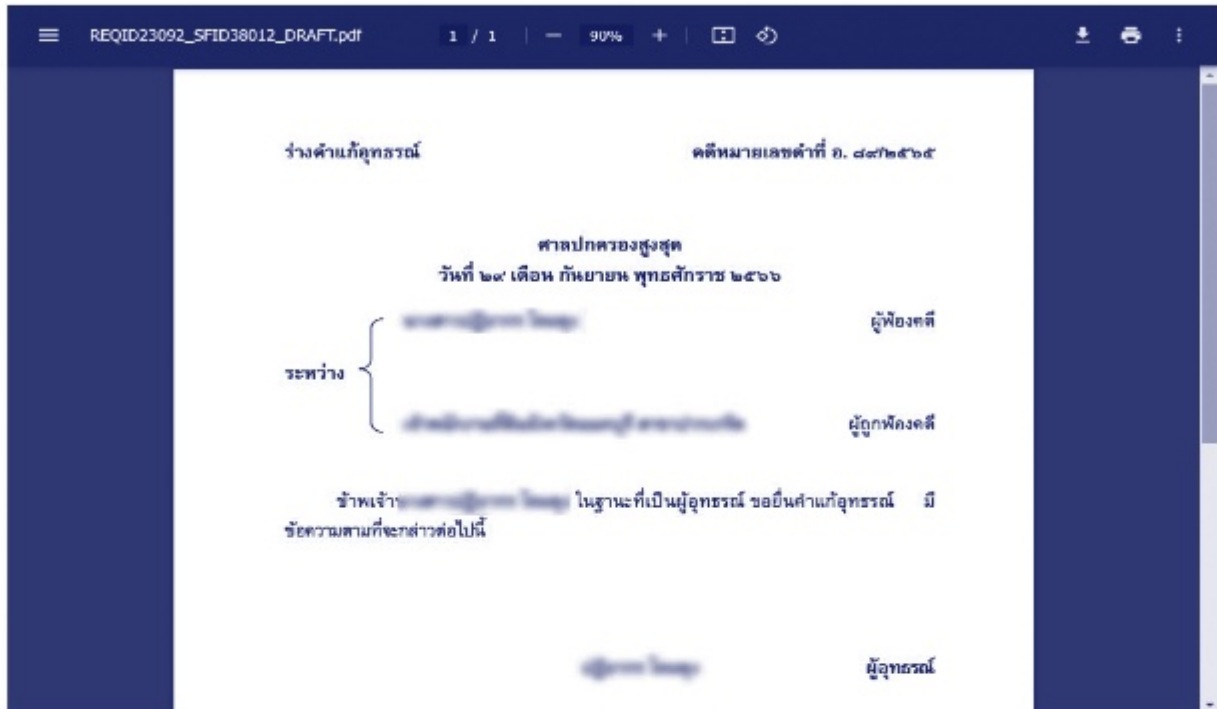 REQID23092_SFID38012_DRAFT.pdf 1 / 1 | — 90% + |
ร่างคำแก้อุทธรณ์ คดีหมายเลขดำที่ อ. ๘๙/๒๕๖๕
ศาลปกครองสูงสุด
วันที่ ๒๙ เดือน กันยายน พุทธศักราช ๒๕๖๖
ผู้ฟ้องคดี
ระหว่าง
ผู้ถูกฟ้องคดี
ข้าพเจ้า ในฐานะที่เป็นผู้อุทธรณ์ ขอยื่นคำแก้อุทธรณ์ มี
ข้อความตามที่จะกล่าวต่อไปนี้
ผู้อุทธรณ์